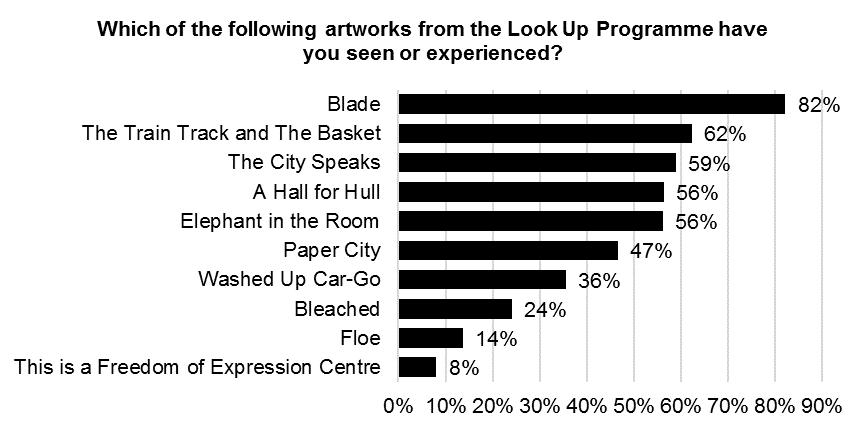 Which of the following artworks from the Look Up Programme have
you seen or experienced?
Blade 82%
The Train Track and The Basket 62%
The City Speaks 59%
A Hall for Hull 56%
Elephant in the Room 56%
Paper City 47%
Washed Up Car-Go 36%
Bleached 24%
Floe 14%
This is a Freedom of Expression Centre 8%
0% 10% 20% 30% 40% 50% 60% 70% 80% 90%